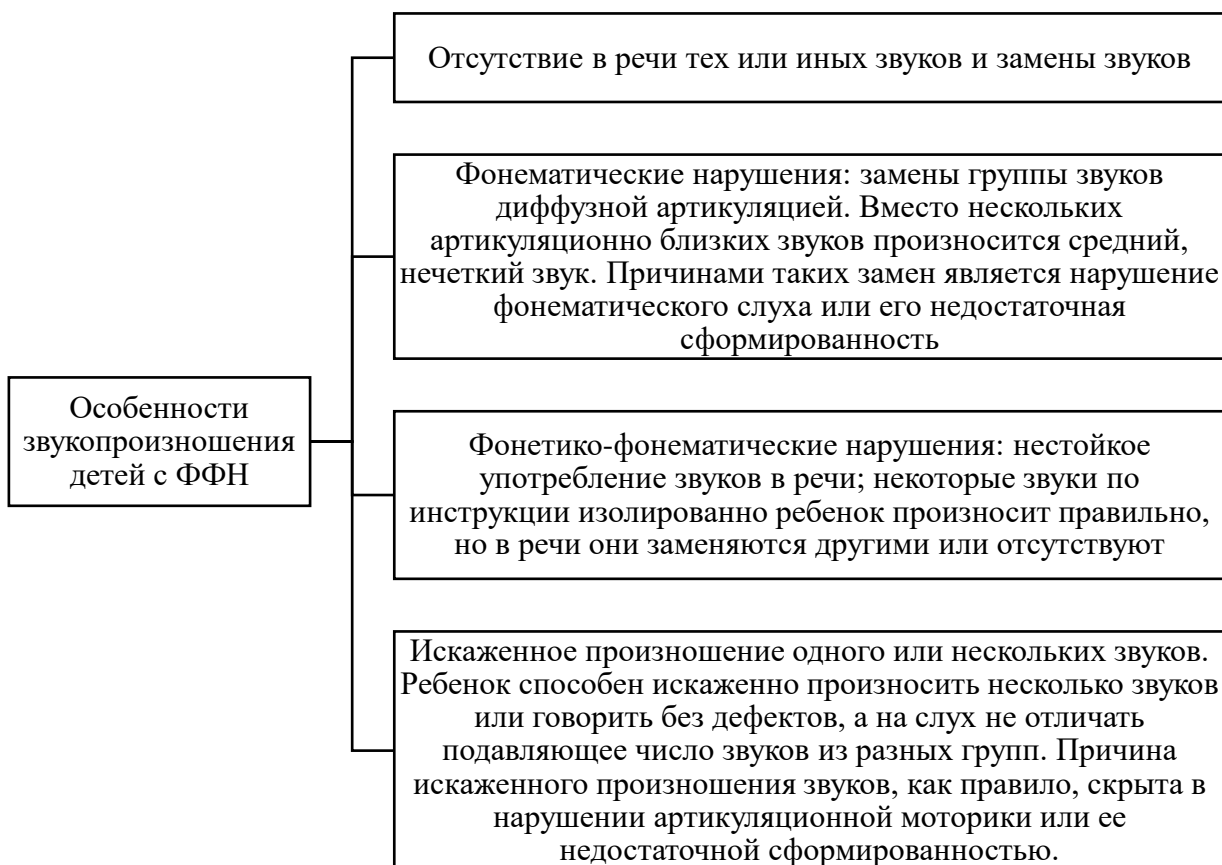 Отсутствие в речи тех или иных звуков и замены звуков
Фонематические нарушения: замены группы звуков
диффузной артикуляцией. Вместо нескольких
артикуляционно близких звуков произносится средний,
нечеткий звук. Причинами таких замен является нарушение
фонематического слуха или его недостаточная
сформированность
Особенности
звукопроизношения
детей с ФФН
Фонетико-фонематические нарушения: нестойкое
употребление звуков в речи; некоторые звуки по
инструкции изолированно ребенок произносит правильно,
но в речи они заменяются другими или отсутствуют
Искаженное произношение одного или нескольких звуков.
Ребенок способен искаженно произносить несколько звуков
или говорить без дефектов, а на слух не отличать
подавляющее число звуков из разных групп. Причина
искаженного произношения звуков, как правило, скрыта в
нарушении артикуляционной моторики или ее
недостаточной сформированностью.